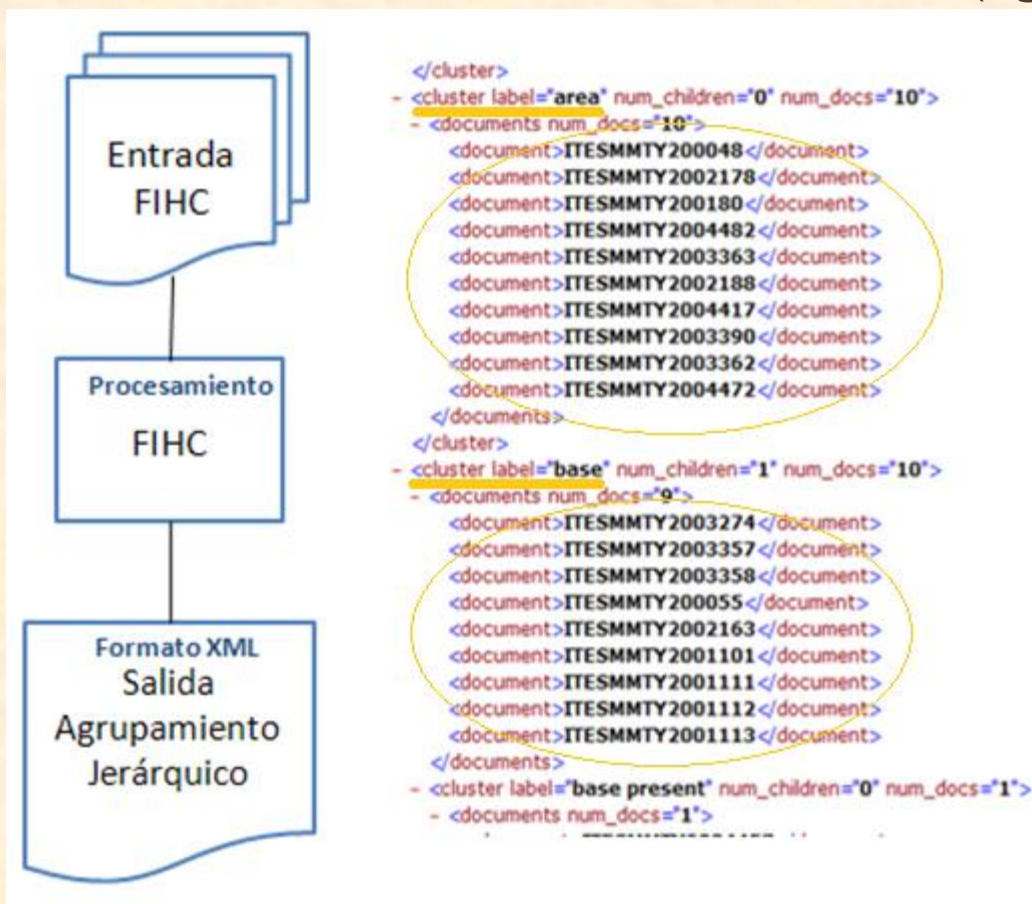 Entrada
FIHC
Procesamiento
FIHC
Formato XML
Salida
Agrupamiento
Jerárquico
</cluster>
- <cluster label="area" num_children="0" num_docs="10">
- <documents num_docs="10">
<document>ITESMMTY200048</document>
<document>ITESMMTY2002178</document>
<document>ITESMMTY200180</document>
<document>ITESMMTY2004482</document>
<document>ITESMMTY2003363</document>
<document>ITESMMTY2002188</document>
<document>ITESMMTY2004417</document>
<document>ITESMMTY2003390</document>
<document>ITESMMTY2003362</document>
<document>ITESMMTY2004472</document>
</documents>
</cluster>
- <cluster label="base" num_children="1" num_docs="10">
- <documents num_docs="9">
<document>ITESMMTY2003274</document>
<document>ITESMMTY2003357</document>
<document>ITESMMTY2003358</document>
<document>ITESMMTY200055</document>
<document>ITESMMTY2002163</document>
<document>ITESMMTY2001101</document>
<document>ITESMMTY2001111</document>
<document>ITESMMTY2001112</document>
<document>ITESMMTY2001113</document>
</documents>
- <cluster label="base present" num_children="0" num_docs="1">
- <documents num_docs="1">